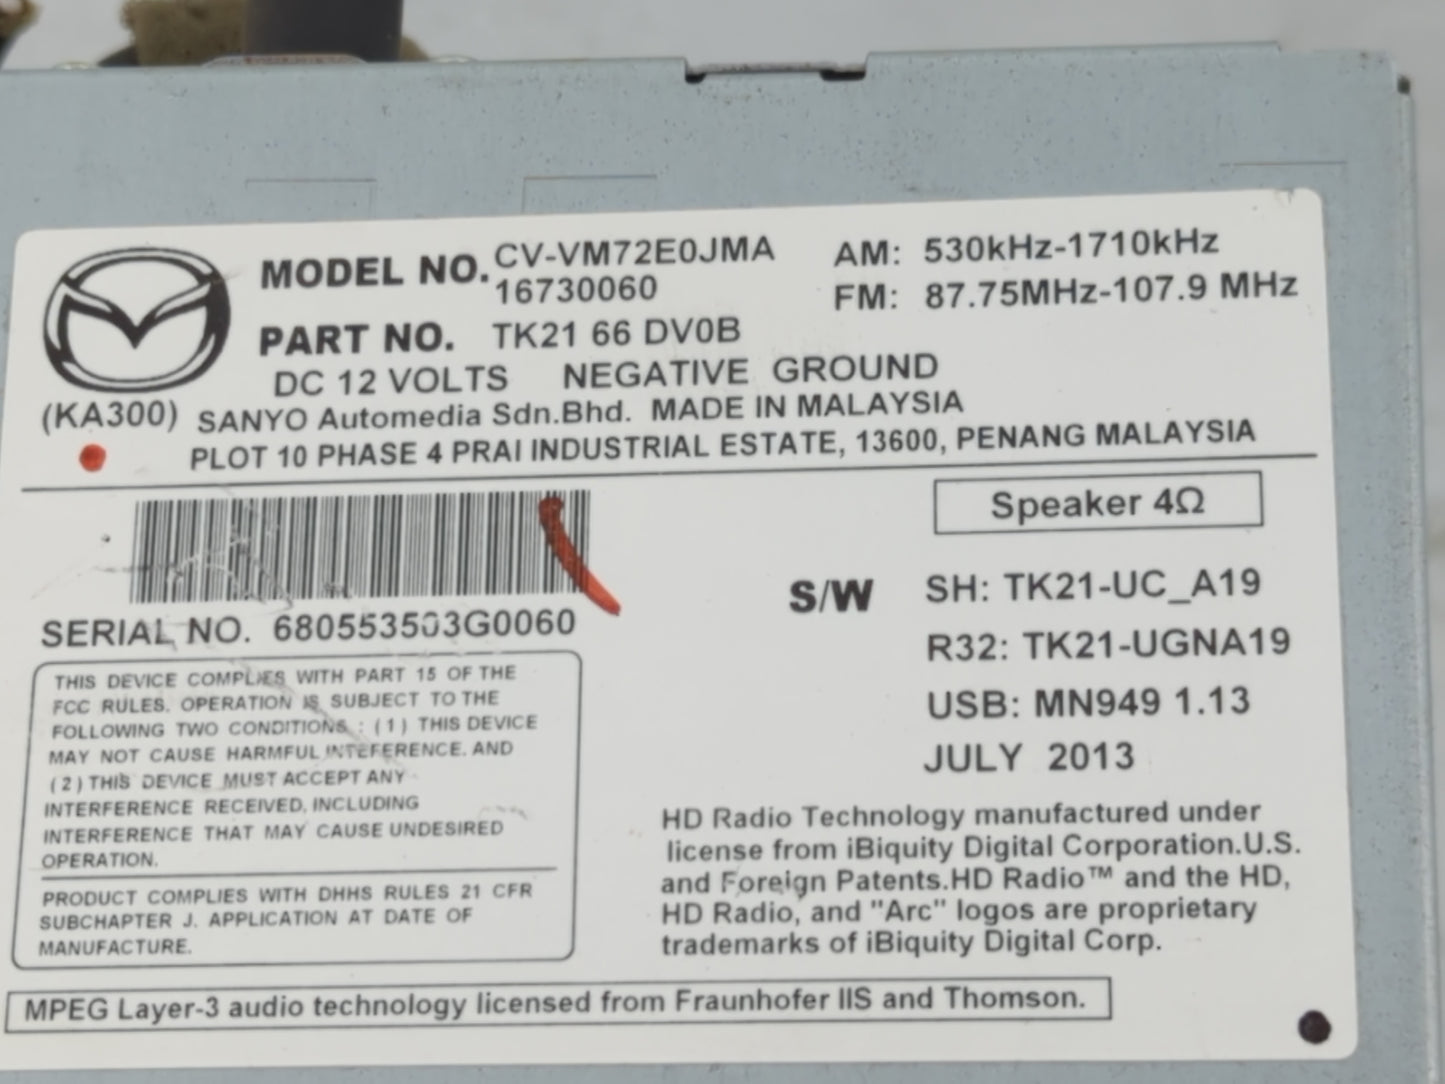 MODEL NO. CV-VM72E0JMA
16730060
AM: 530kHz-1710kHz
FM: 87.75MHz-107.9 MHz
PART NO. TK21 66 DV0B
DC 12 VOLTS NEGATIVE GROUND
(KA300) SANYO Automedia Sdn.Bhd. MADE IN MALAYSIA
PLOT 10 PHASE 4 PRAI INDUSTRIAL ESTATE, 13600, PENANG MALAYSIA
Speaker 4Ω
SERIAL NO. 680553503G0060
S/W SH: TK21-UC_A19
R32: TK21-UGNA19
USB: MN949 1.13
JULY 2013
THIS DEVICE COMPLIES WITH PART 15 OF THE
FCC RULES. OPERATION IS SUBJECT TO THE
FOLLOWING TWO CONDITIONS : (1) THIS DEVICE
MAY NOT CAUSE HARMFUL INTEFERENCE. AND
(2) THIS DEVICE MUST ACCEPT ANY
INTERFERENCE RECEIVED, INCLUDING
INTERFERENCE THAT MAY CAUSE UNDESIRED
OPERATION.
PRODUCT COMPLIES WITH DHHS RULES 21 CFR
SUBCHAPTER J. APPLICATION AT DATE OF
MANUFACTURE.
HD Radio Technology manufactured under
license from iBiquity Digital Corporation.U.S.
and Foreign Patents.HD Radio™ and the HD,
HD Radio, and "Arc" logos are proprietary
trademarks of iBiquity Digital Corp.
MPEG Layer-3 audio technology licensed from Fraunhofer IIS and Thomson.